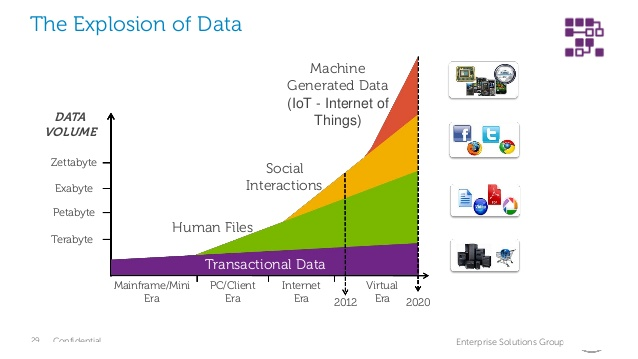 The Explosion of Data
Machine
Generated Data
(IoT - Internet of
Things)
DATA
VOLUME
Zettabyte
Exabyte
Petabyte
Terabyte
Social
Interactions
Human Files
Transactional Data
Mainframe/Mini
Era
PC/Client
Era
Internet
Era
2012
Virtual
Era
2020
29 Confidential
Enterprise Solutions Group